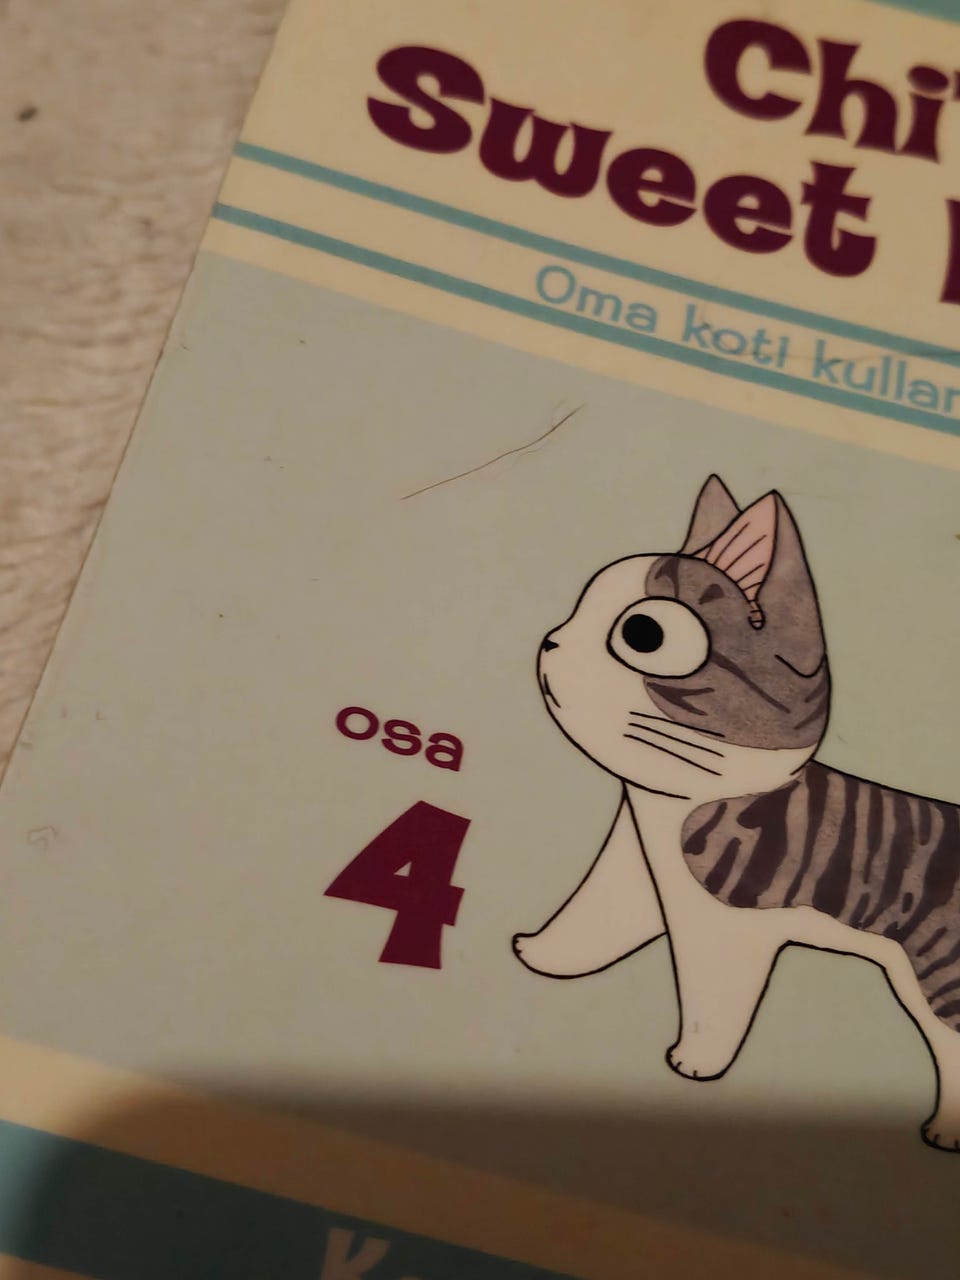 Chi'
Sweet
Oma koti kullan
osa
4